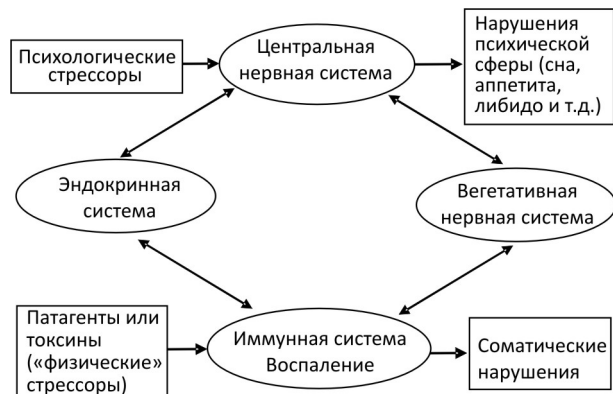 Психологические
стрессоры
Центральная
нервная система
Нарушения
психической
сферы (сна,
аппетита,
либидо и т.д.)
Эндокринная
система
Вегетативная
нервная система
Патагенты или
токсины
(«физические»
стрессоры)
Иммунная система
Воспаление
Соматические
нарушения